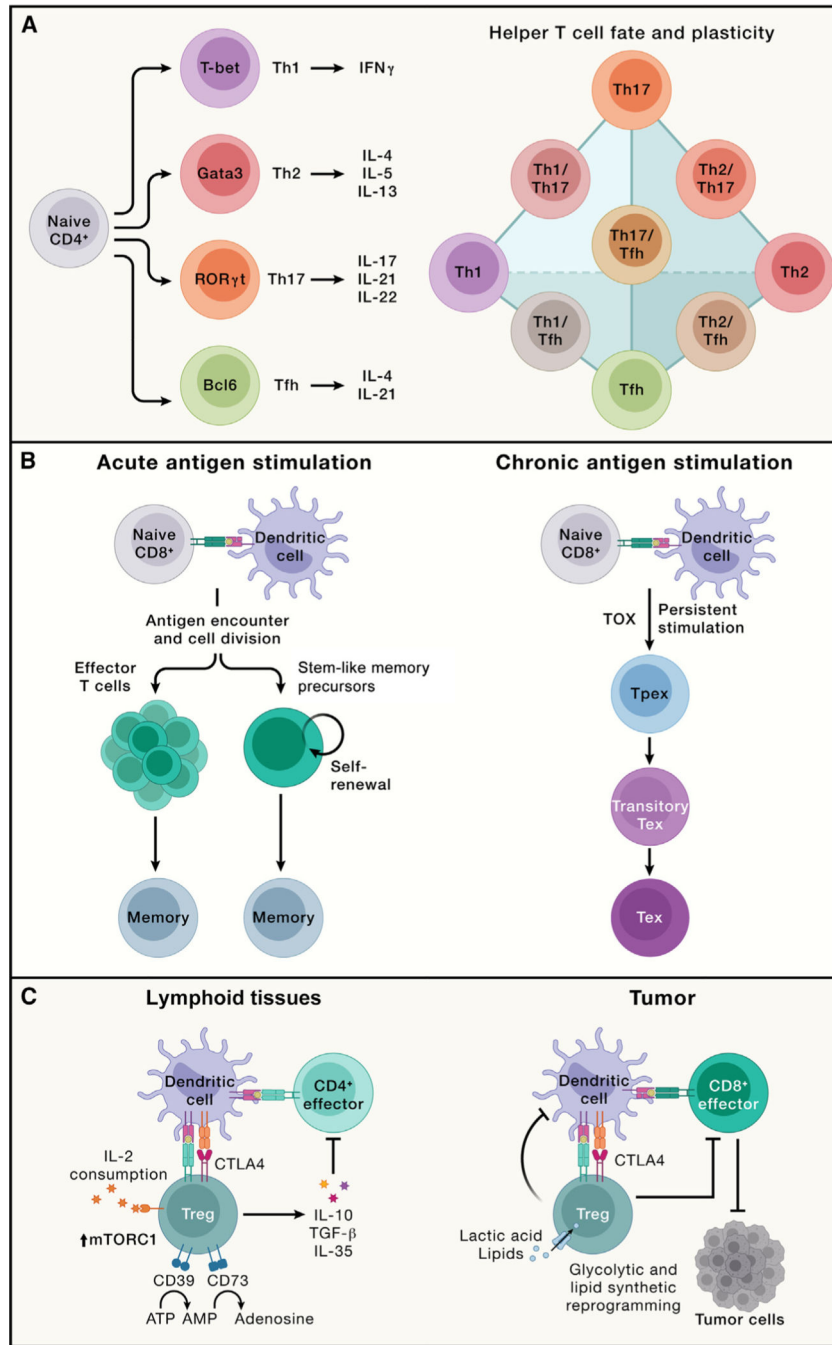 A
T-bet
Th1
IFNγ
Gata3
Th2
IL-4
IL-5
IL-13
Naive
CD4+
RORγt
Th17
IL-17
IL-21
IL-22
Bcl6
Tfh
IL-4
IL-21
Helper T cell fate and plasticity
Th17
Th1/
Th17
Th2/
Th17
Th17/
Tfh
Th1
Th2
Th1/
Tfh
Th2/
Tfh
Tfh
B
Acute antigen stimulation
Naive
CD8+
Dendritic
cell
Antigen encounter
and cell division
Effector
T cells
Stem-like memory
precursors
Self-
renewal
Memory
Memory
Chronic antigen stimulation
Naive
CD8+
Dendritic
cell
TOX
Persistent
stimulation
Tpex
Transitory
Tex
Tex
C
Lymphoid tissues
Dendritic
cell
CD4+
effector
IL-2
consumption
CTLA4
Treg
↑mTORC1
IL-10
TGF-β
IL-35
CD39
CD73
ATP
AMP
Adenosine
Tumor
Dendritic
cell
CD8+
effector
CTLA4
Treg
Lactic acid
Lipids
Glycolytic and
lipid synthetic
reprogramming
Tumor cells